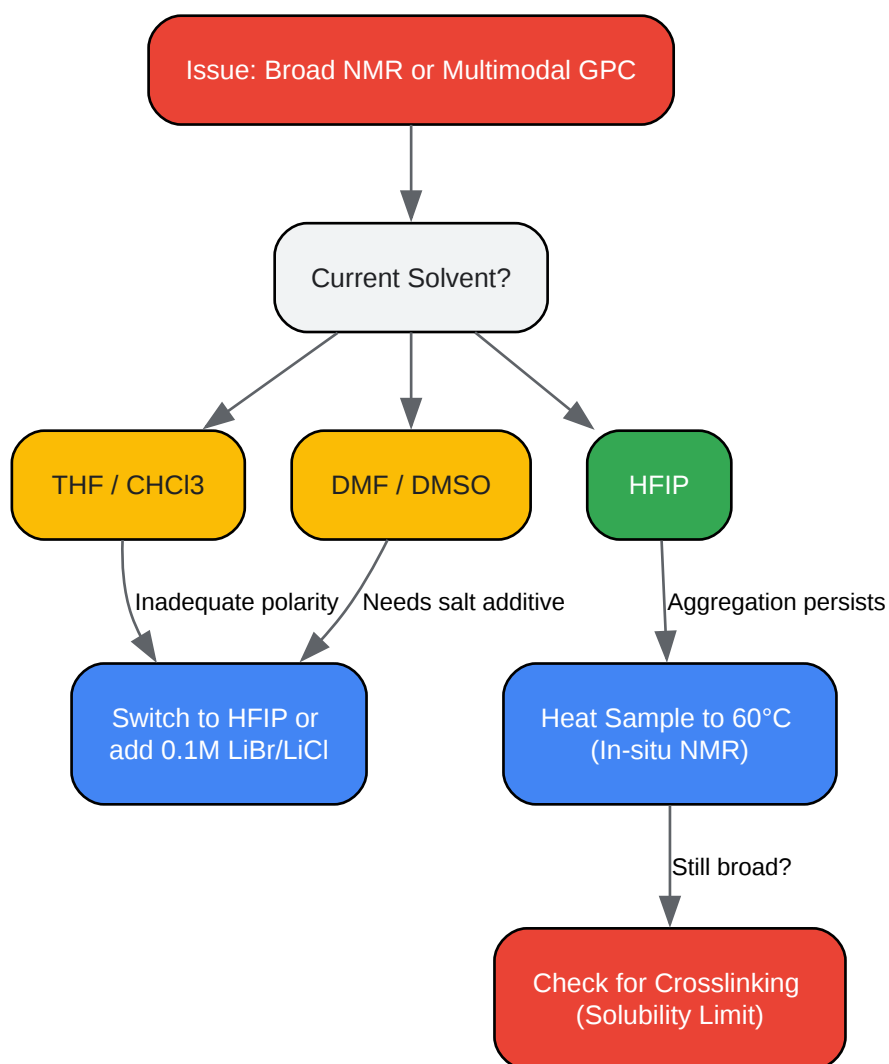 Issue: Broad NMR or Multimodal GPC
Current Solvent?
THF / CHCl3
DMF / DMSO
HFIP
Inadequate polarity
Needs salt additive
Aggregation persists
Switch to HFIP or
add 0.1M LiBr/LiCl
Heat Sample to 60°C
(In-situ NMR)
Still broad?
Check for Crosslinking
(Solubility Limit)